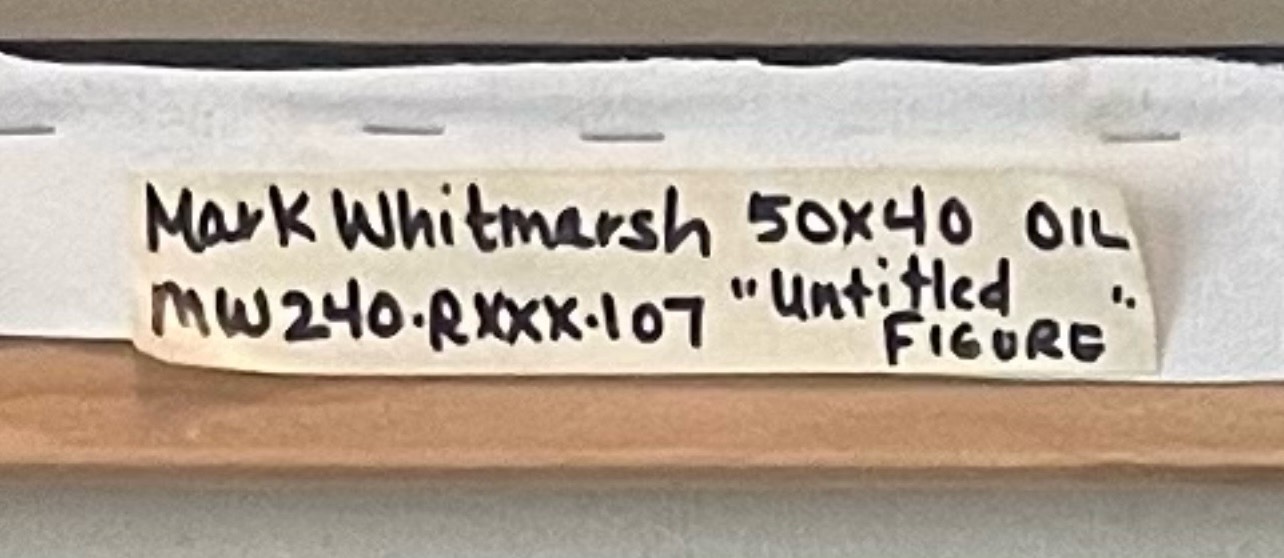 Mark Whitmarsh 50X40 OIL
MW240.RXXX.107 "Untitled
FIGURE"